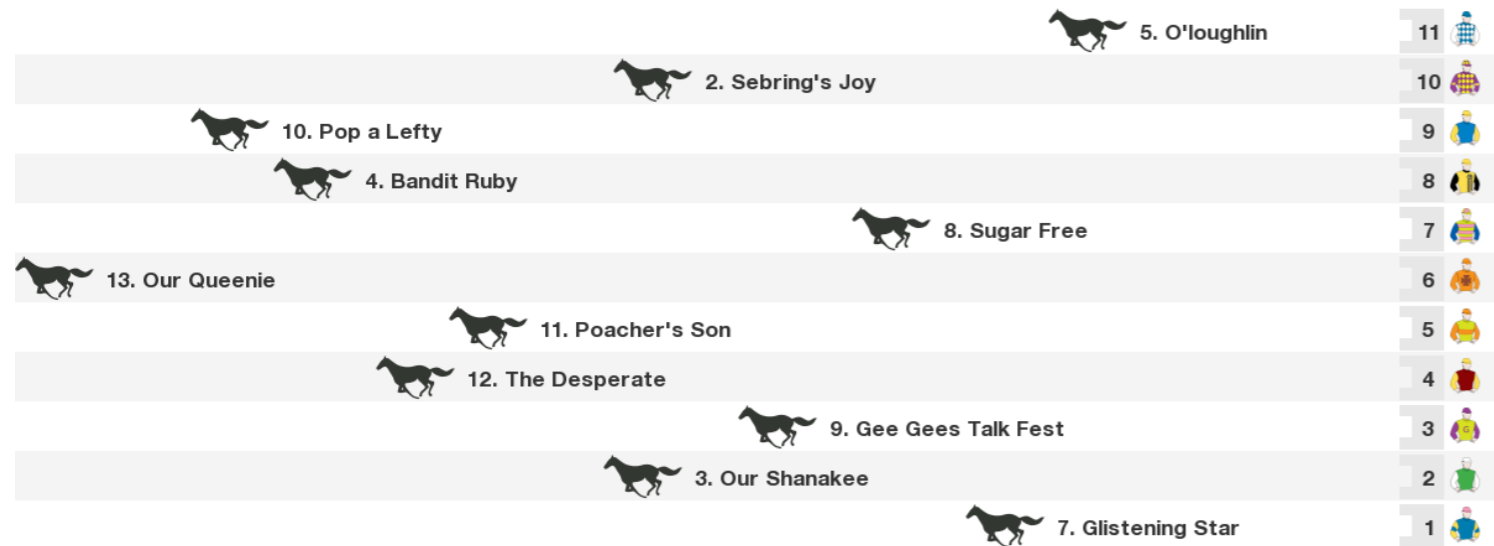 5. O'loughlin 11
2. Sebring's Joy 10
10. Pop a Lefty 9
4. Bandit Ruby 8
8. Sugar Free 7
13. Our Queenie 6
11. Poacher's Son 5
12. The Desperate 4
9. Gee Gees Talk Fest 3
3. Our Shanakee 2
7. Glistening Star 1